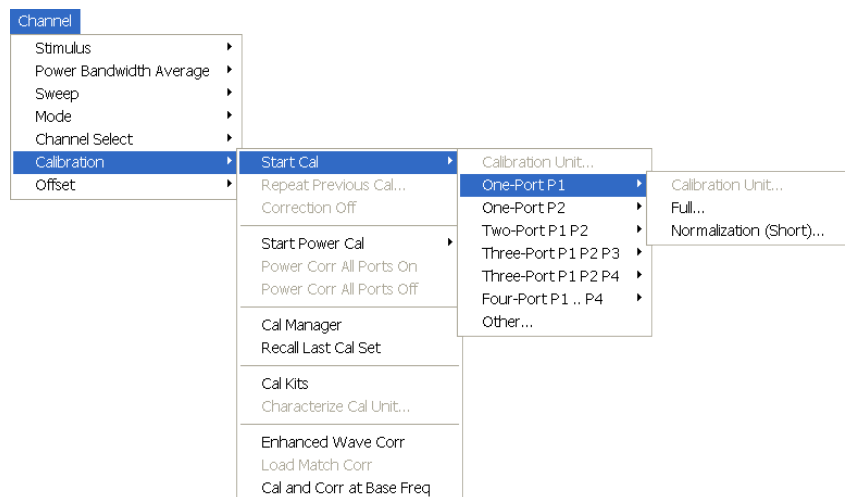 Channel
Stimulus
Power Bandwidth Average
Sweep
Mode
Channel Select
Calibration
Offset
Start Cal
Repeat Previous Cal...
Correction Off
Start Power Cal
Power Corr All Ports On
Power Corr All Ports Off
Cal Manager
Recall Last Cal Set
Cal Kits
Characterize Cal Unit...
Enhanced Wave Corr
Load Match Corr
Cal and Corr at Base Freq
Calibration Unit...
One-Port P1
One-Port P2
Two-Port P1 P2
Three-Port P1 P2 P3
Three-Port P1 P2 P4
Four-Port P1 .. P4
Other...
Calibration Unit...
Full...
Normalization (Short)...